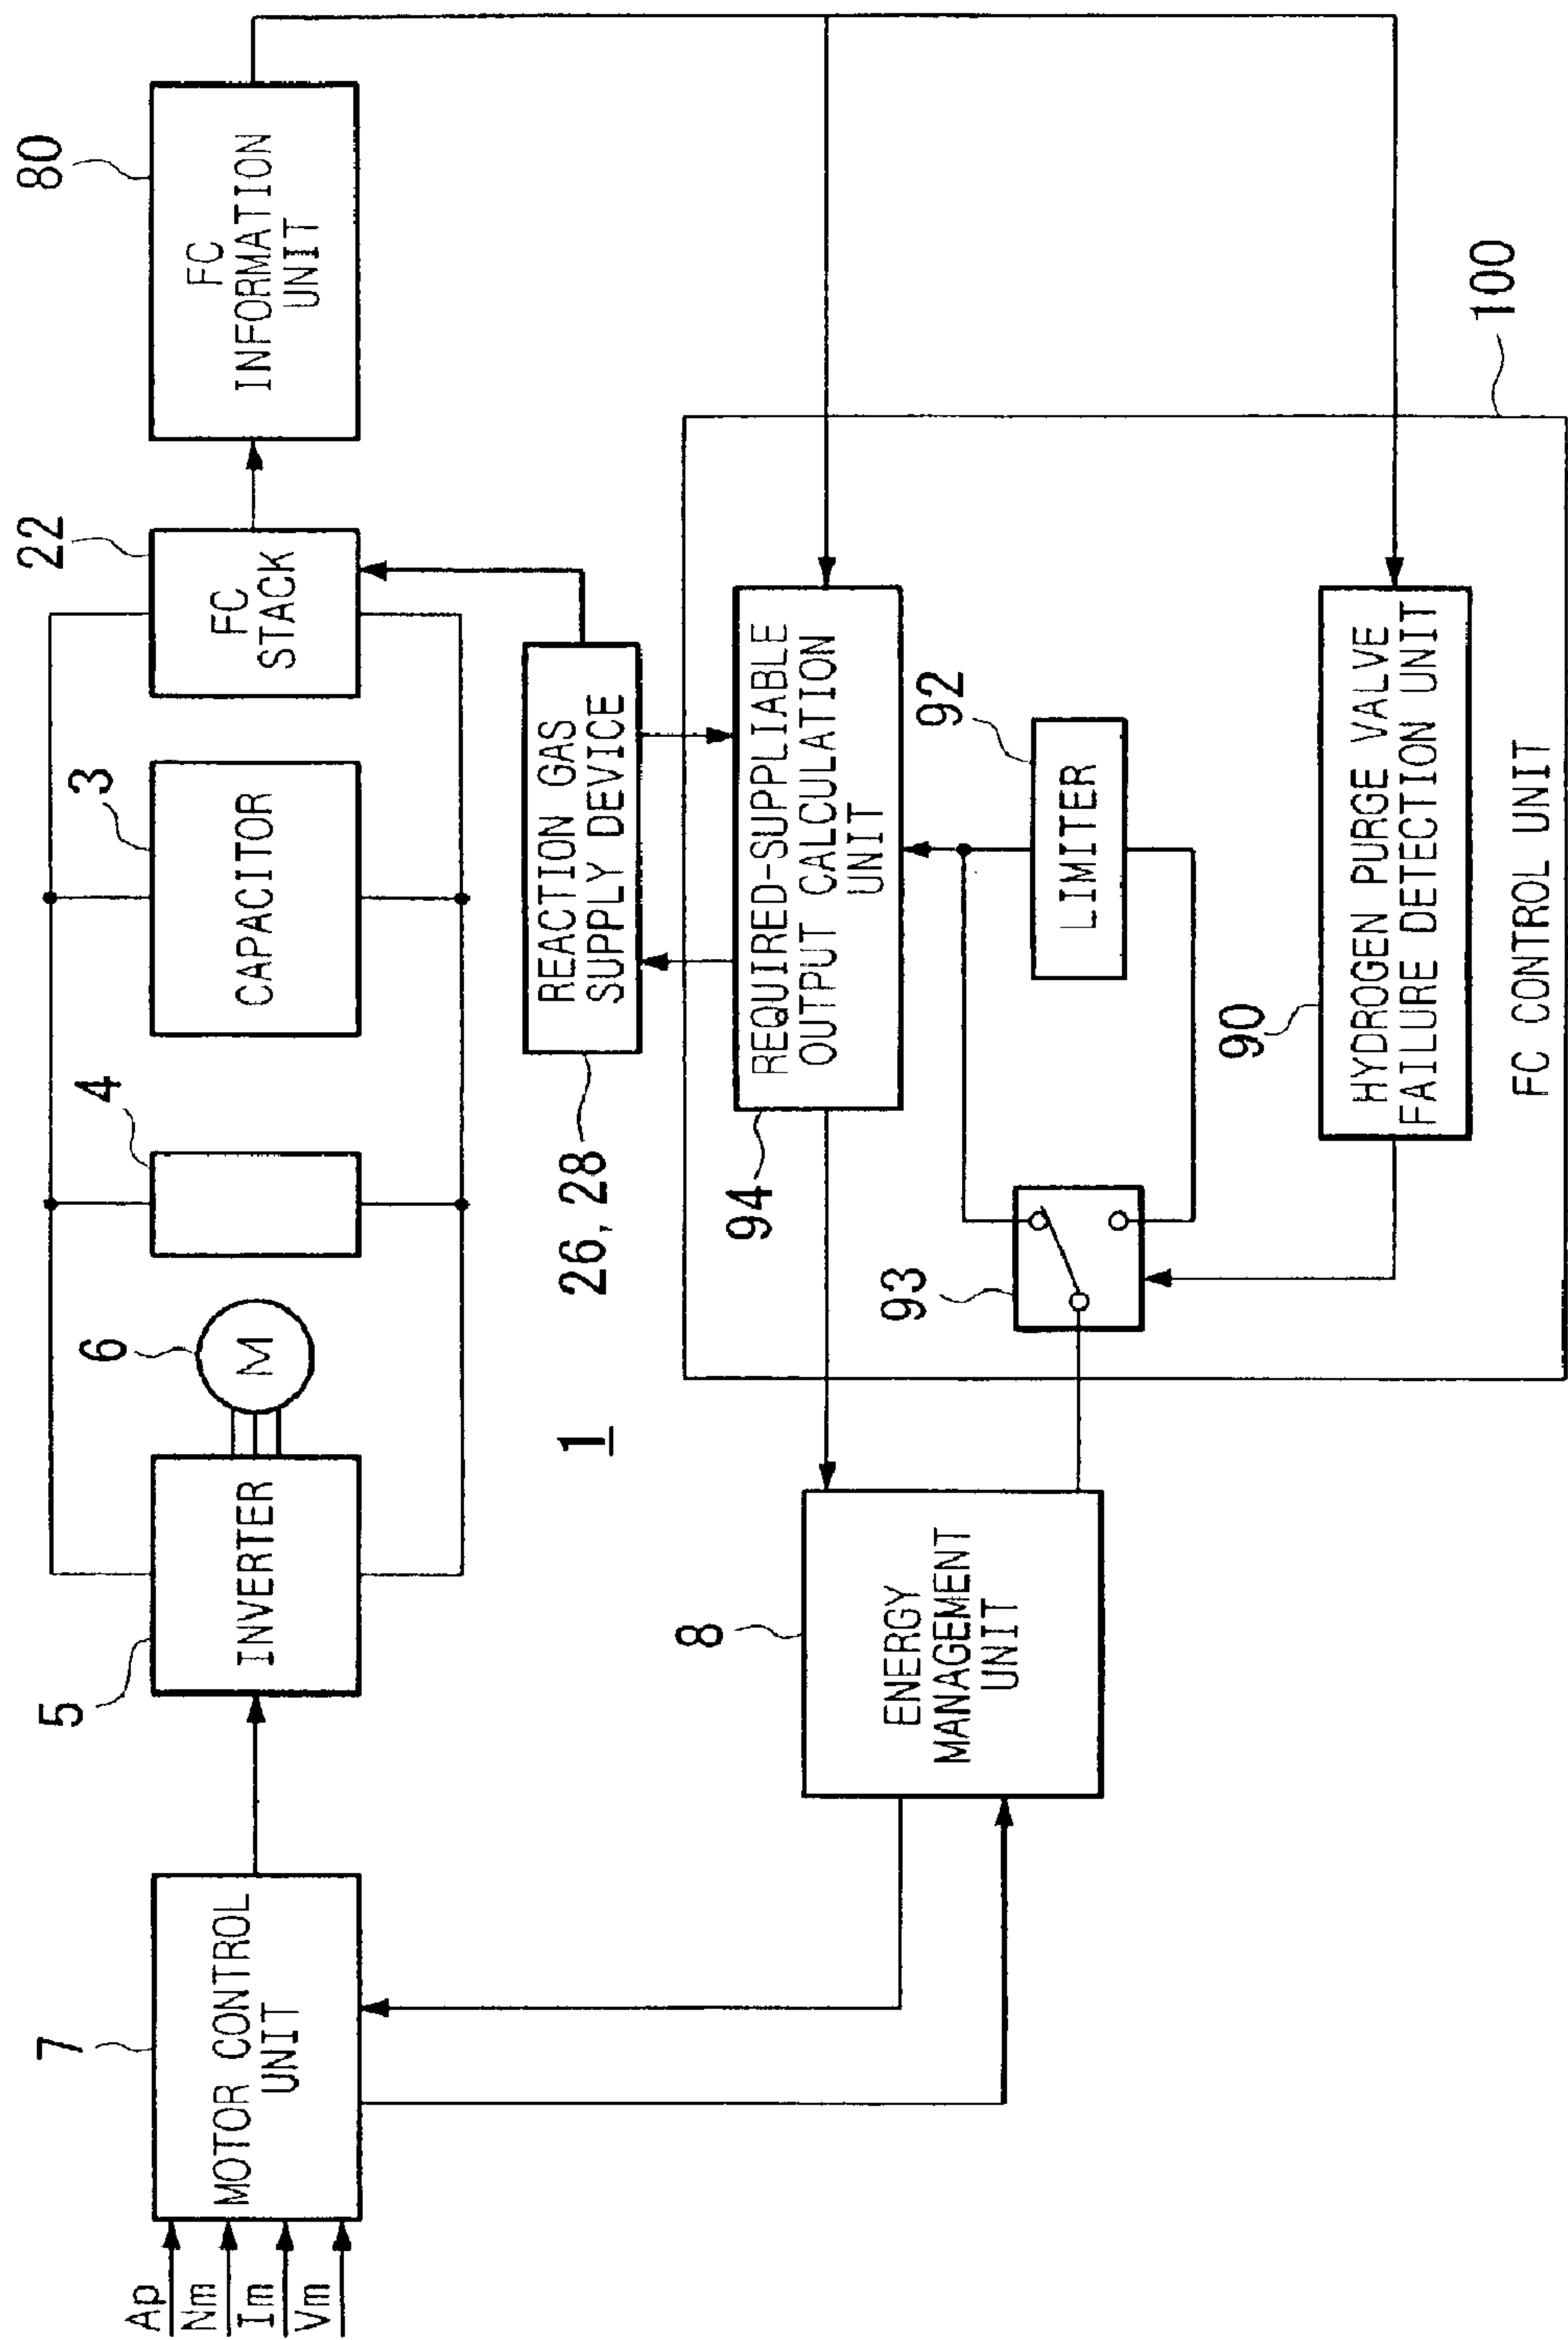 Ap
Nm
Im
Vm
7
MOTOR CONTROL
UNIT
5
INVERTER
6
M
4
3
CAPACITOR
22
FC
STACK
80
FC
INFORMATION
UNIT
1
26, 28
REACTION GAS
SUPPLY DEVICE
8
ENERGY
MANAGEMENT
UNIT
94
REQUIRED-SUPPLIABLE
OUTPUT CALCULATION
UNIT
93
92
LIMITER
90
HYDROGEN PURGE VALVE
FAILURE DETECTION UNIT
FC CONTROL UNIT
100